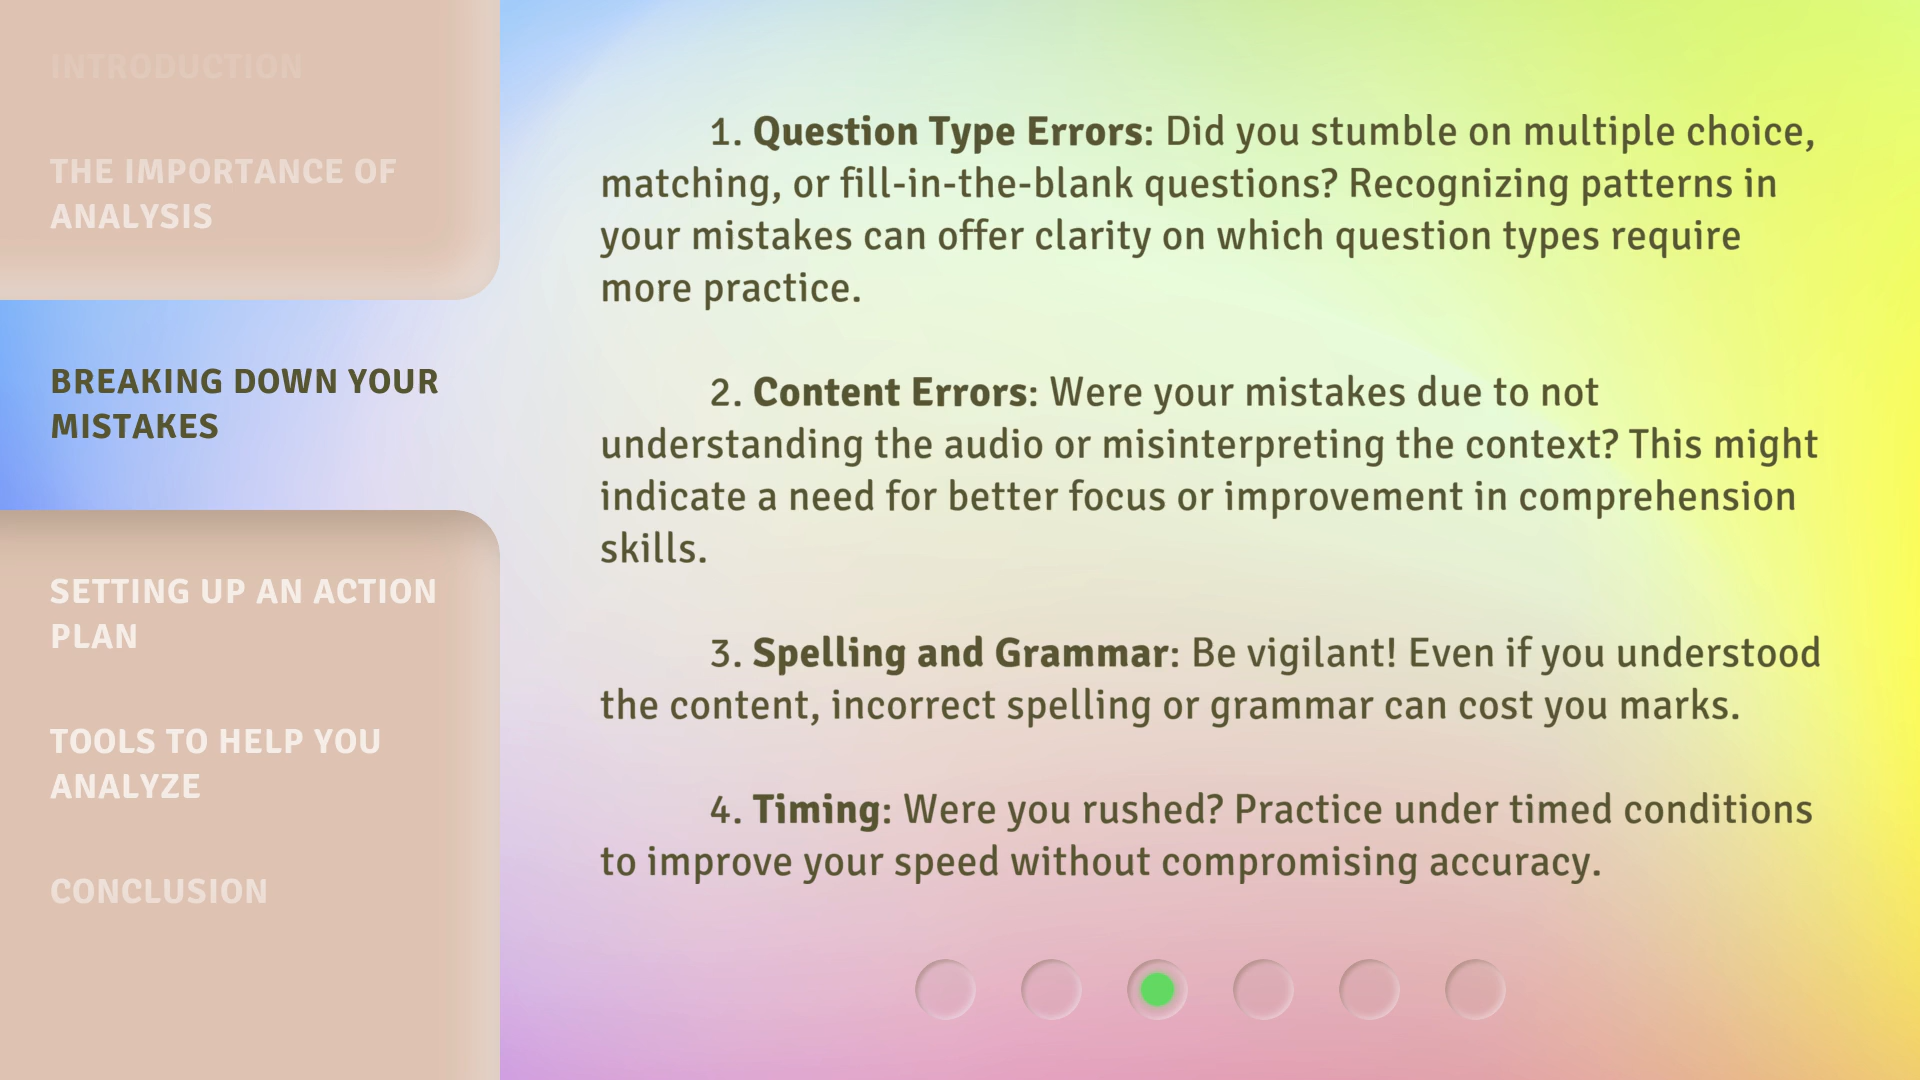 INTRODUCTION
THE IMPORTANCE OF
ANALYSIS
BREAKING DOWN YOUR
MISTAKES
SETTING UP AN ACTION
PLAN
TOOLS TO HELP YOU
ANALYZE
CONCLUSION
1. Question Type Errors: Did you stumble on multiple choice,
matching, or fill-in-the-blank questions? Recognizing patterns in
your mistakes can offer clarity on which question types require
more practice.
2. Content Errors: Were your mistakes due to not
understanding the audio or misinterpreting the context? This might
indicate a need for better focus or improvement in comprehension
skills.
3. Spelling and Grammar: Be vigilant! Even if you understood
the content, incorrect spelling or grammar can cost you marks.
4. Timing: Were you rushed? Practice under timed conditions
to improve your speed without compromising accuracy.